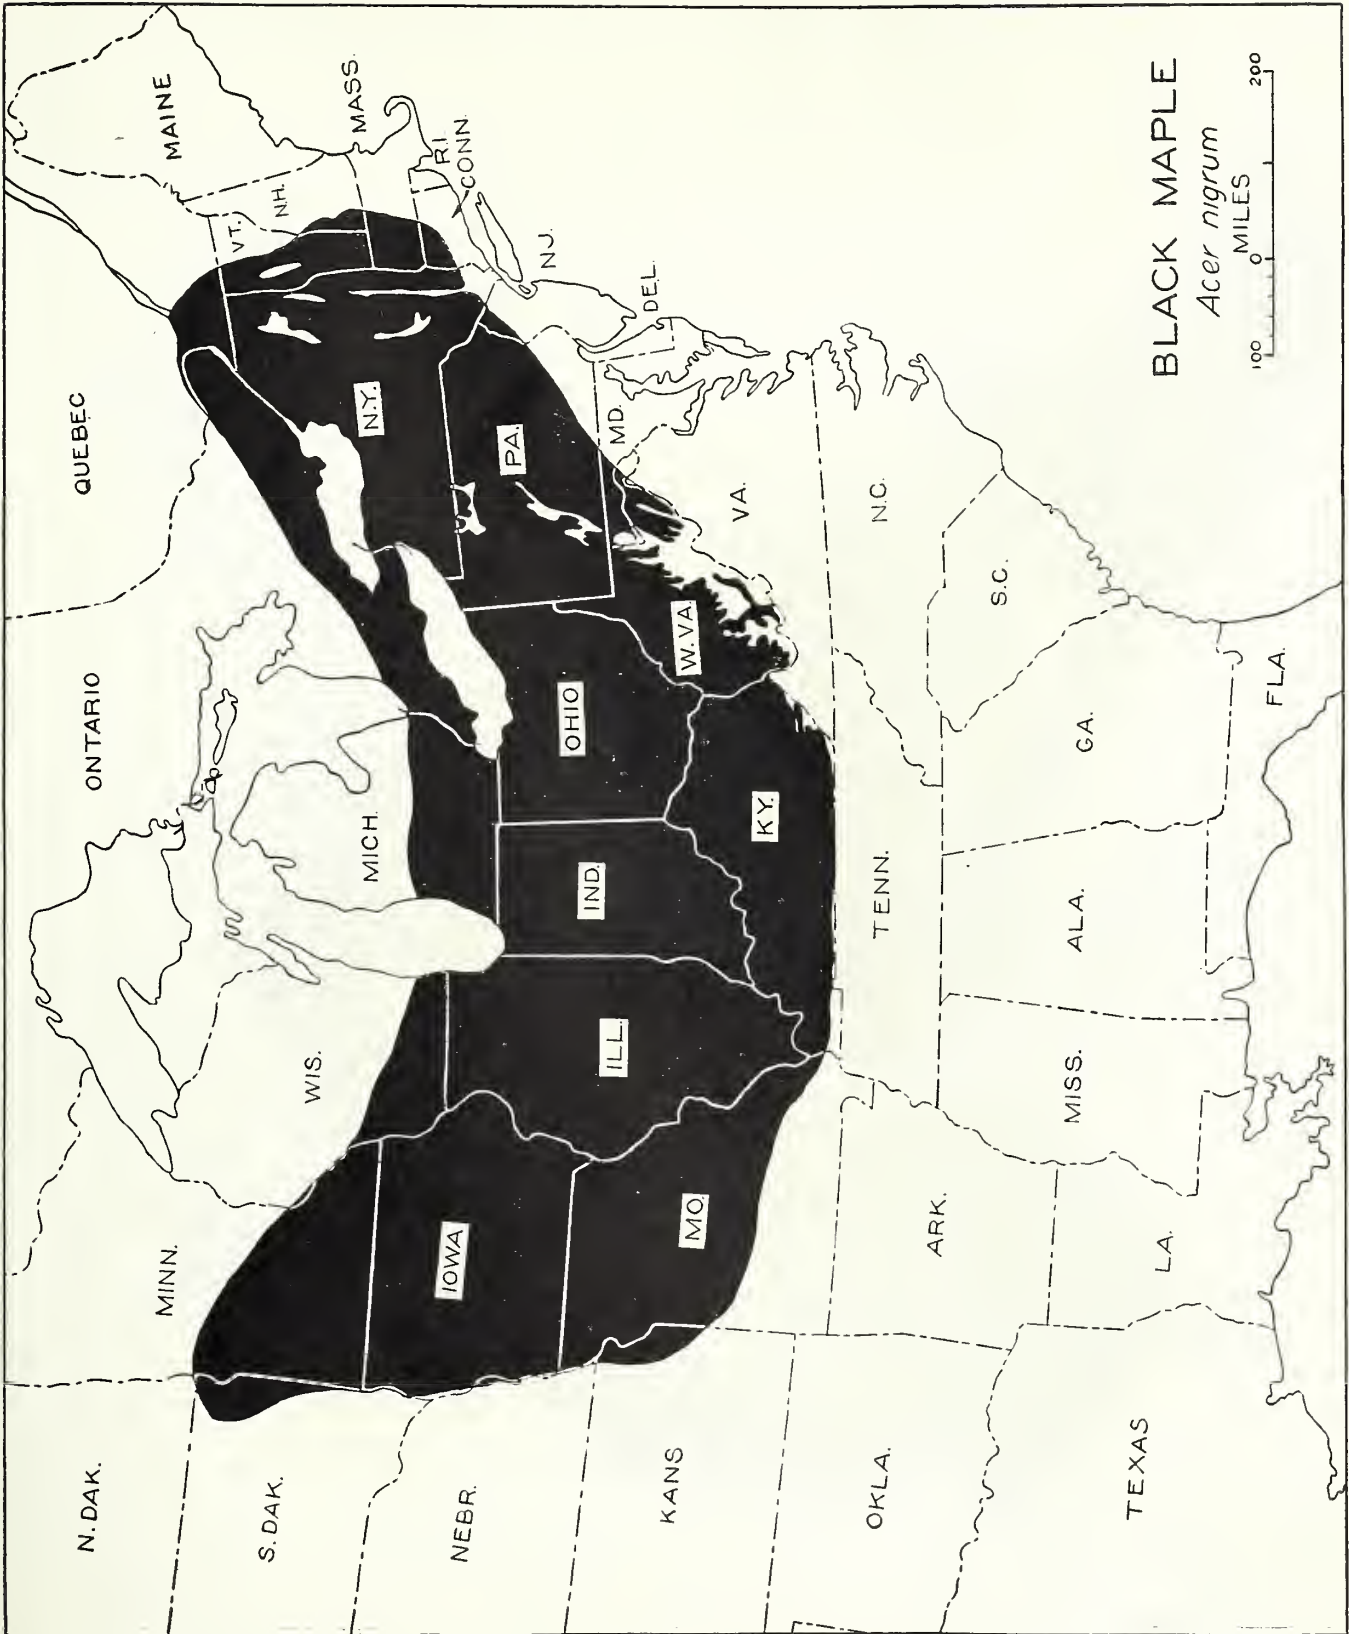 N. DAK.
MINN.
ONTARIO
QUEBEC
MAINE
S. DAK.
WIS.
MICH.
VT.
N.H.
MASS.
NEBR.
IOWA
N.Y.
R.I.
CONN.
KANS
MO.
ILL.
IND.
OHIO
PA.
N.J.
W.VA.
MD.
DEL.
KY.
VA.
OKLA.
ARK.
TENN.
N.C.
MISS.
ALA.
GA.
S.C.
TEXAS
LA.
FLA.
BLACK MAPLE
Acer nigrum
MILES
100 0 200